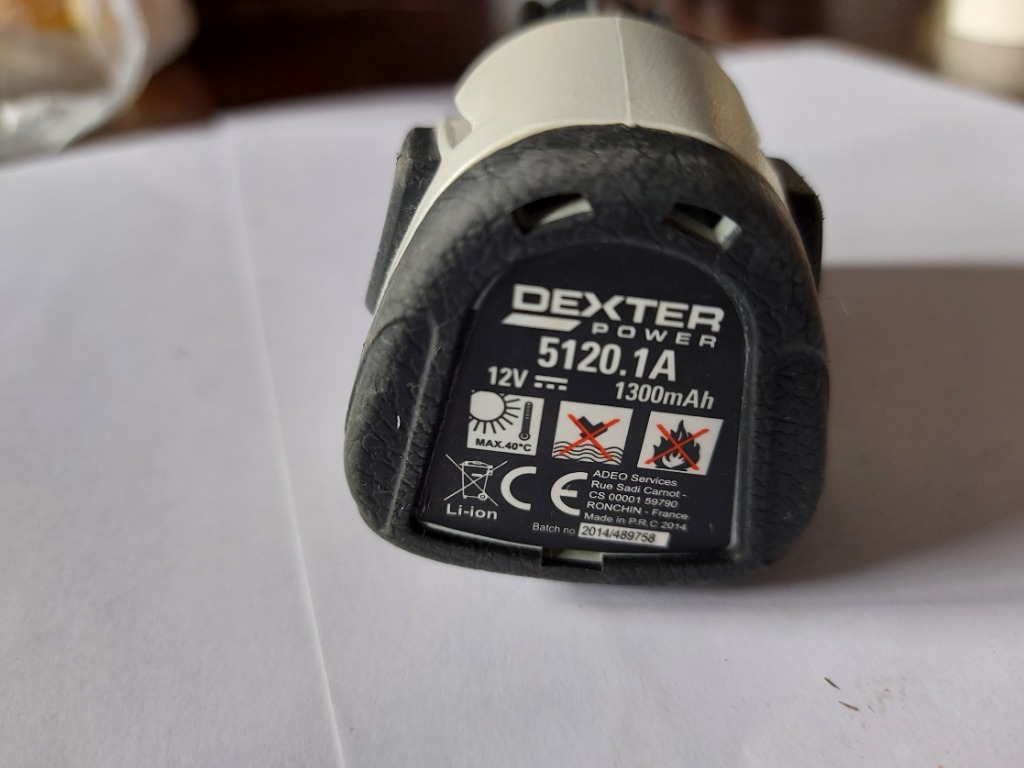 DEXTER
POWER
5120.1A
12V 1300mAh
MAX.40°C
CE
Li-ion
ADEO Services
Rue Sadi Carnot -
CS 00001 59790
RONCHIN - France
Made in P.R.C 2014
Batch no. 2014/489758